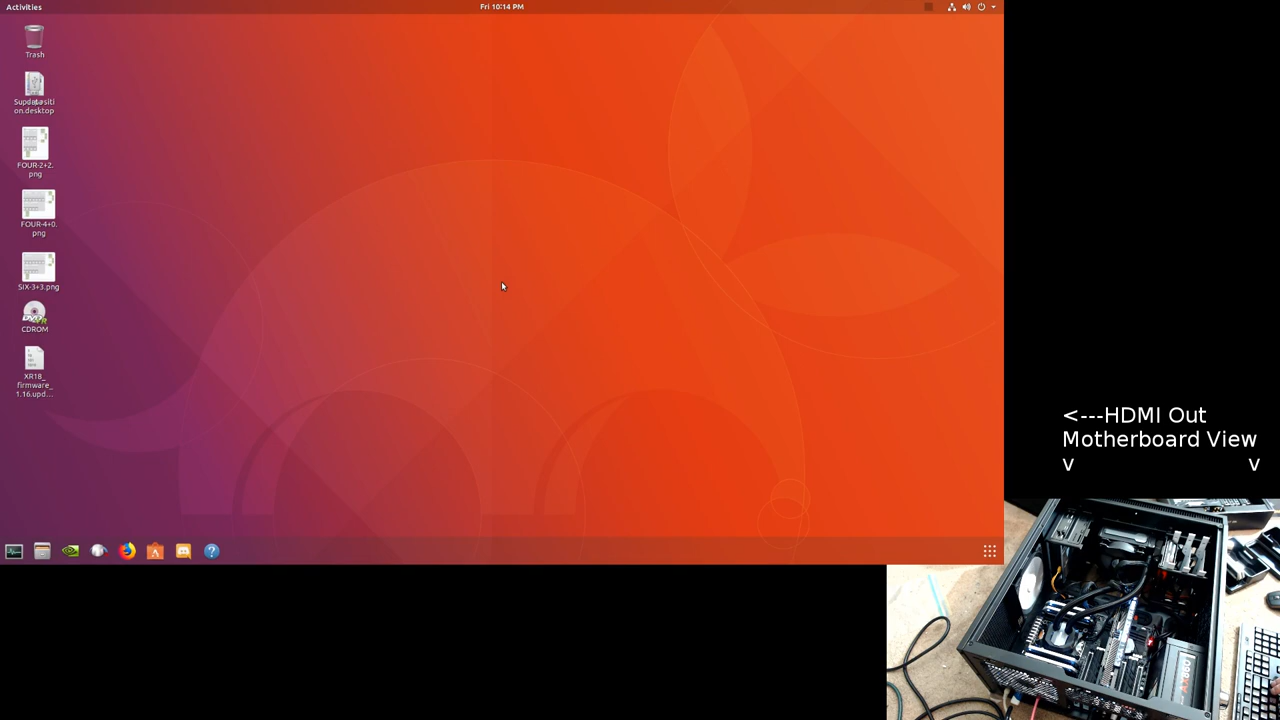 Activities
Fri 10:14 PM
Trash
on.desktop
FOUR-2+2.
png
FOUR-4+0.
png
SIX-3+3.png
CDROM
XR18_
firmware_
1.16.upd...
<---HDMI Out
Motherboard View
v v